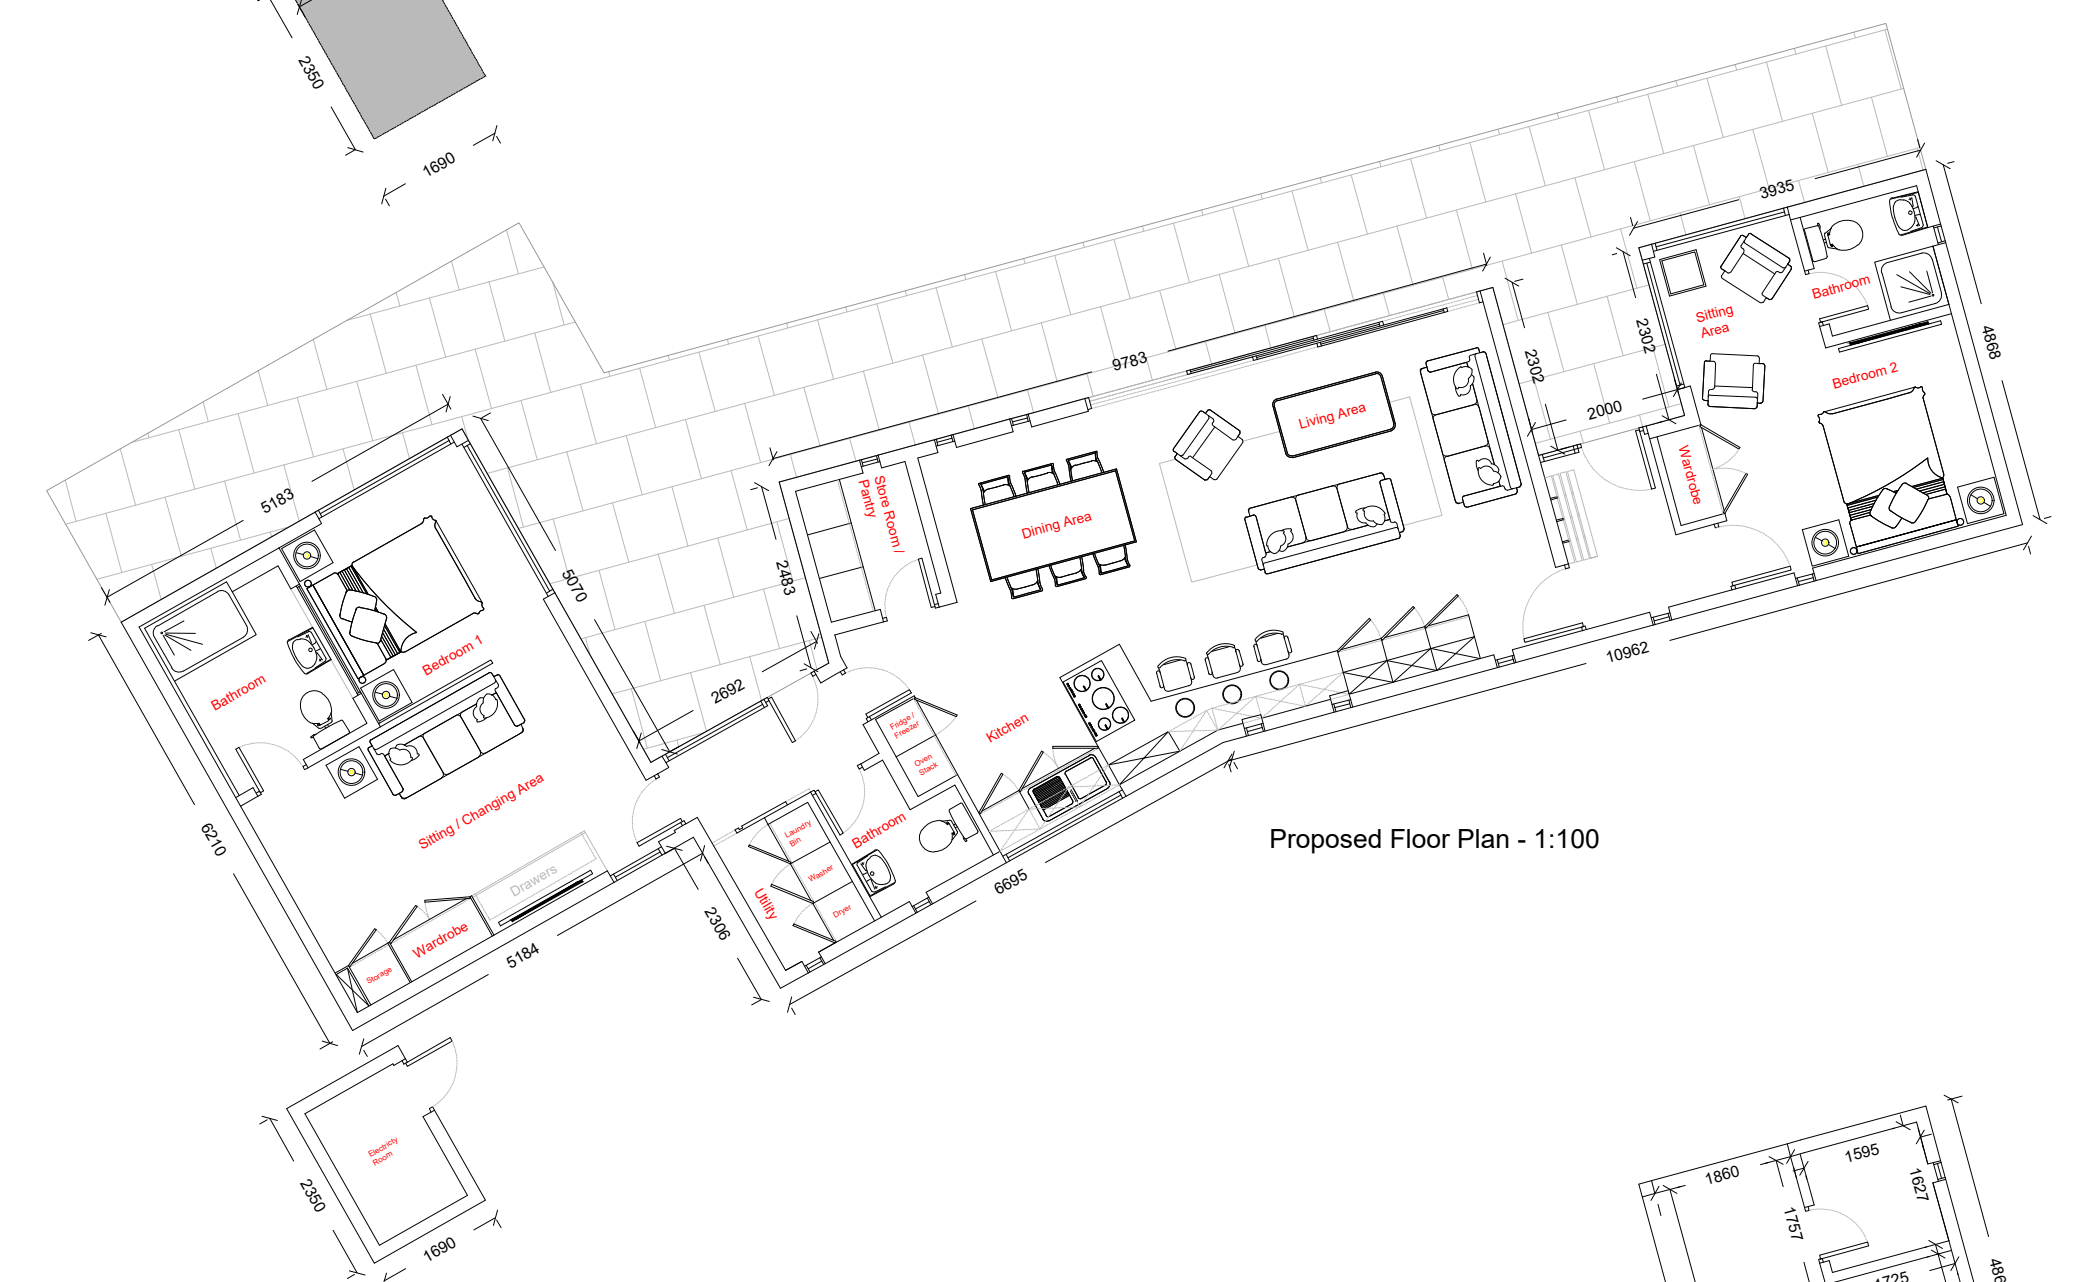 2350
1690
3935
Sitting
Area
Bathroom
2302
4868
2302
9783
Living Area
Bedroom 2
2000
Wardrobe
Store Room /
Pantry
Dining Area
5183
5070
2483
Bedroom 1
Bathroom
2692
Kitchen
Fridge /
Freezer
Oven
Stack
10962
Sitting / Changing Area
6210
Laundry
Bin
Bathroom
Washer
Utility
Dryer
Drawers
Proposed Floor Plan - 1:100
6695
2306
Wardrobe
Storage
5184
Electricty
Room
2350
1690
1860
1595
1627
1757
1725